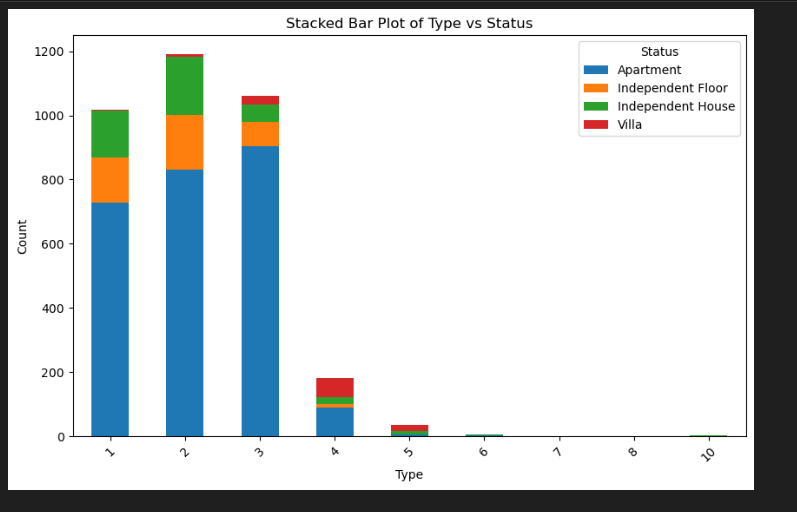 Stacked Bar Plot of Type vs Status
Status
Apartment
Independent Floor
Independent House
Villa
1200
1000
800
600
400
200
0
Count
1 2 3 4 5 6 7 8 10
Type